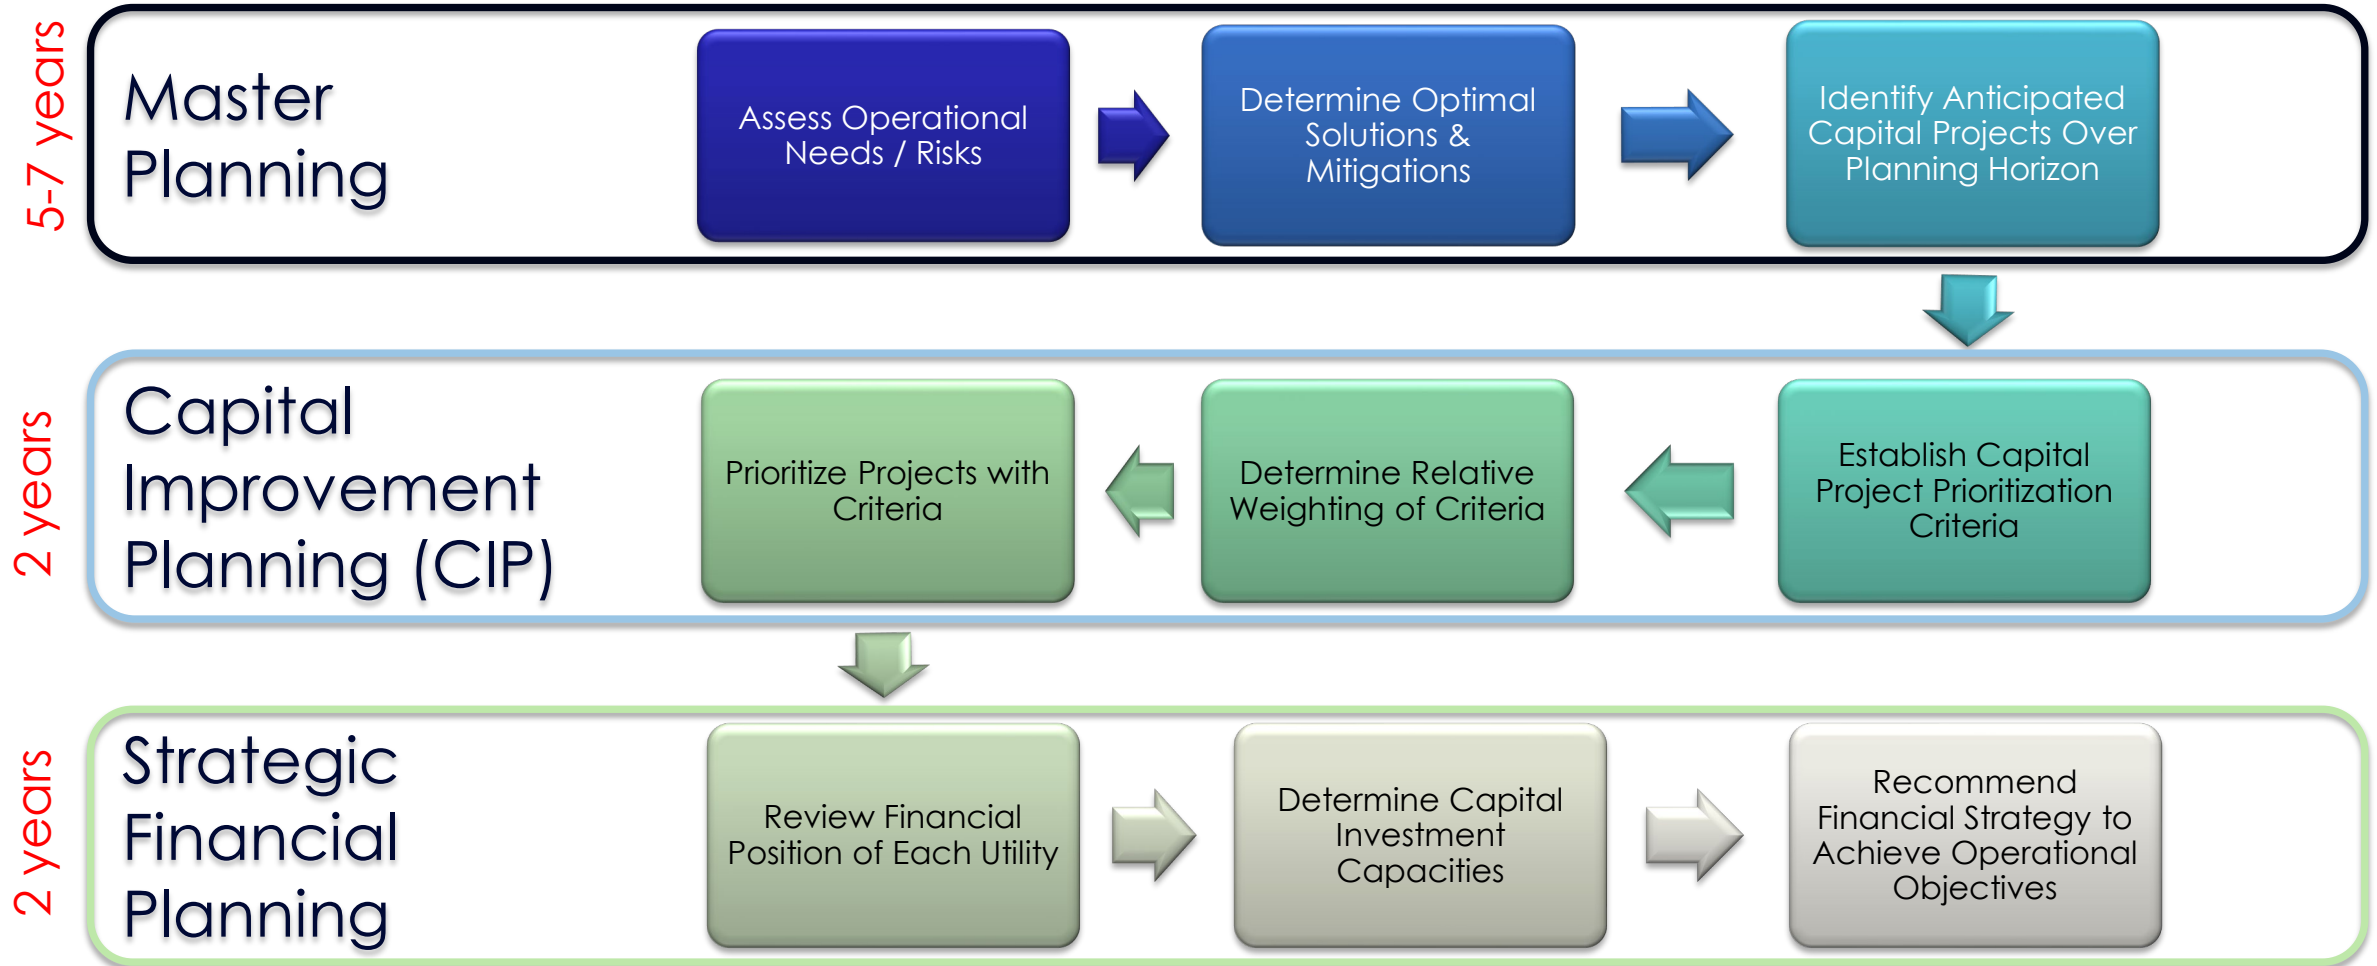 5-7 years
Master
Planning
Assess Operational
Needs / Risks
Determine Optimal
Solutions &
Mitigations
Identify Anticipated
Capital Projects Over
Planning Horizon
2 years
Capital
Improvement
Planning (CIP)
Prioritize Projects with
Criteria
Determine Relative
Weighting of Criteria
Establish Capital
Project Prioritization
Criteria
2 years
Strategic
Financial
Planning
Review Financial
Position of Each Utility
Determine Capital
Investment
Capacities
Recommend
Financial Strategy to
Achieve Operational
Objectives